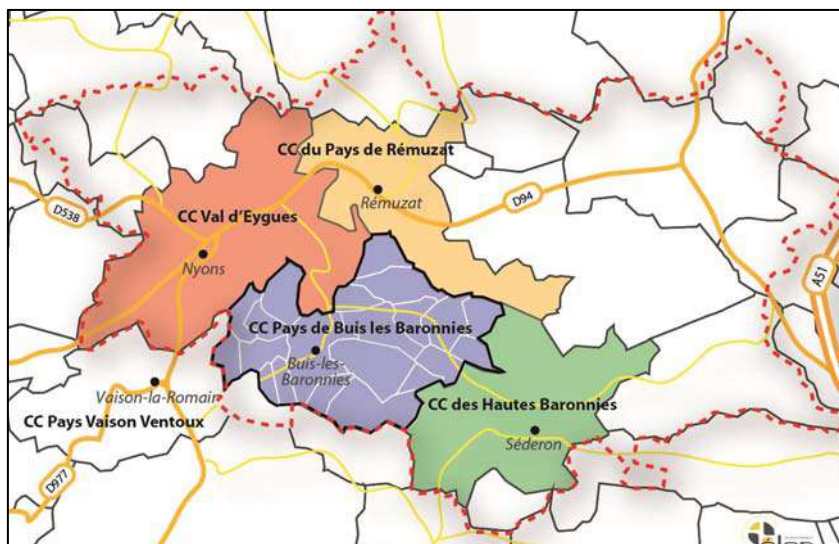 CC du Pays de Rémuzat
Rémuzat
D94
D538
CC Val d'Eygues
Nyons
A51
CC Pays de Buis les Baronnies
Buis-les-
Baronnies
Vaison-la-Romain
CC Pays Vaison Ventoux
CC des Hautes Baronnies
Séderon
D977